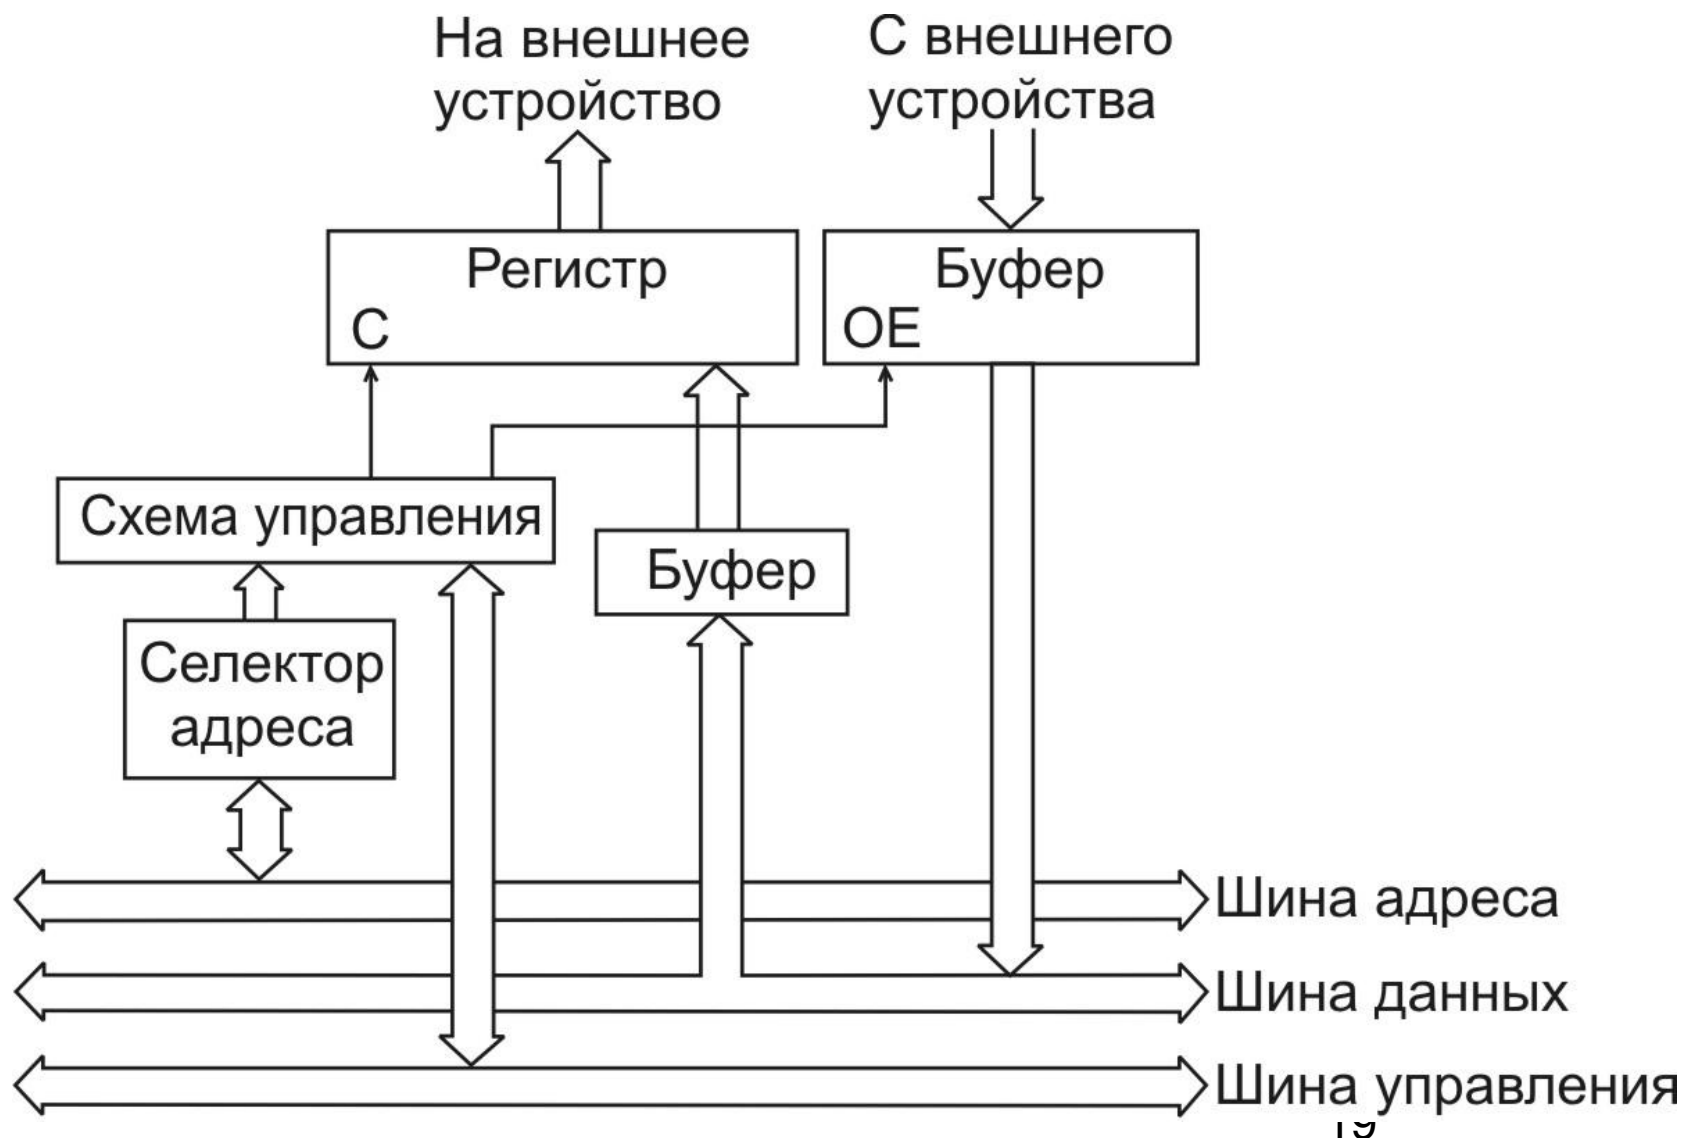 На внешнее
устройство
С внешнего
устройства
Регистр
С
Буфер
OE
Схема управления
Буфер
Селектор
адреса
Шина адреса
Шина данных
Шина управления
19